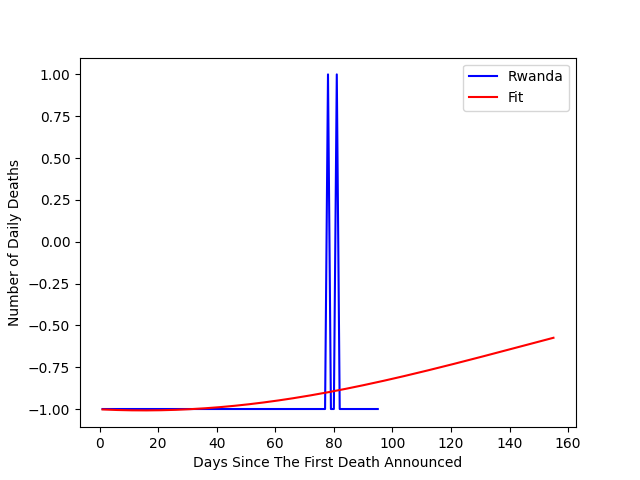 Rwanda
Fit
1.00
0.75
0.50
0.25
0.00
−0.25
−0.50
−0.75
−1.00
Number of Daily Deaths
0 20 40 60 80 100 120 140 160
Days Since The First Death Announced